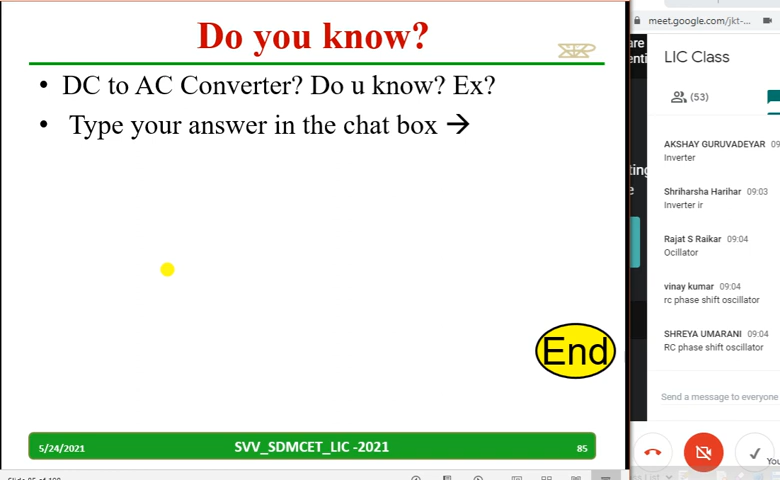 Do you know?
• DC to AC Converter? Do u know? Ex?
• Type your answer in the chat box →
End
5/24/2021
SVV_SDMCET_LIC -2021
85
meet.google.com/jkt-
are
LIC Class
(53)
AKSHAY GURUVADEYAR 09
Inverter
Shriharsha Harihar 09:03
Inverter ir
Rajat S Raikar 09:04
Ocillator
vinay kumar 09:04
rc phase shift oscillator
SHREYA UMARANI 09:04
RC phase shift oscillator
Send a message to everyone
You